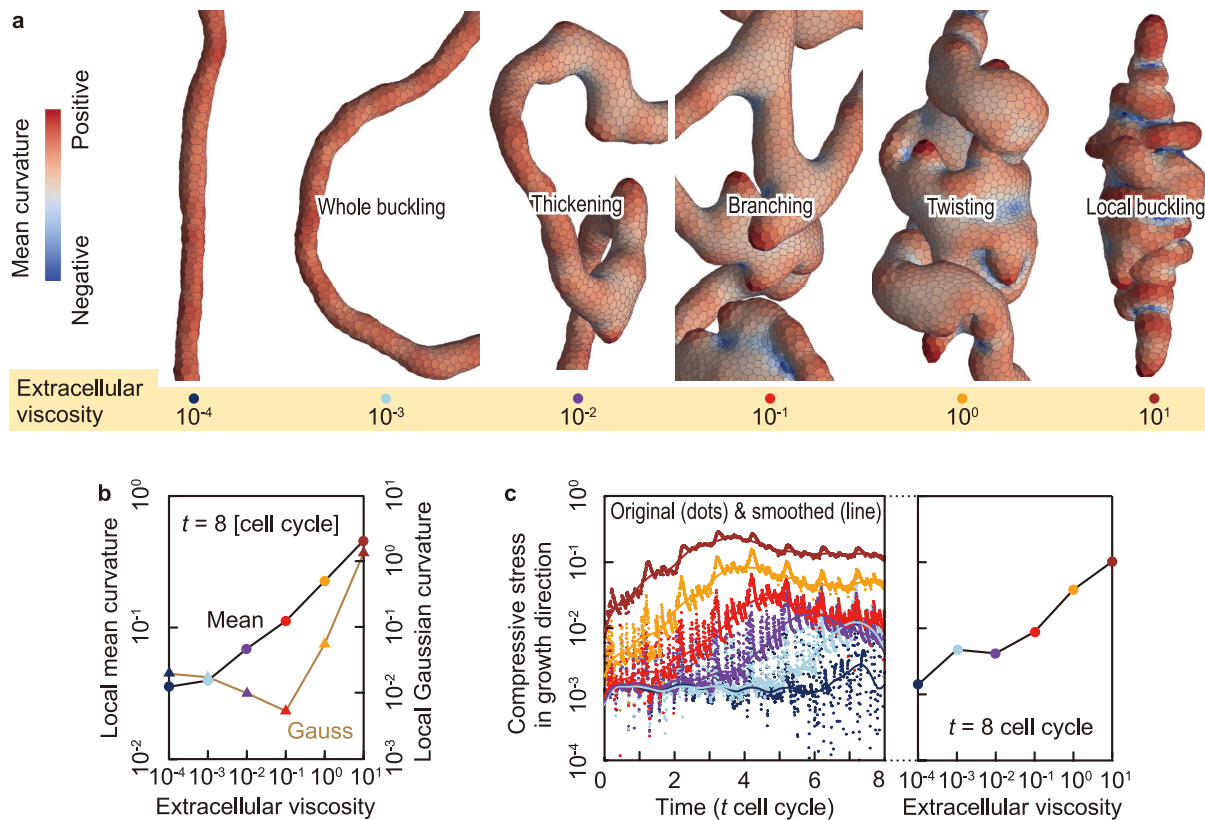 a
Mean curvature
Negative
Positive
Whole buckling
Thickening
Branching
Twisting
Local buckling
Extracellular
viscosity
10⁻⁴
10⁻³
10⁻²
10⁻¹
10⁰
10¹
b
t = 8 [cell cycle]
Mean
Gauss
Local mean curvature
10⁰
10⁻¹
10⁻²
Local Gaussian curvature
10¹
10⁰
10⁻¹
10⁻²
10⁻³
10⁻⁴ 10⁻³ 10⁻² 10⁻¹ 10⁰ 10¹
Extracellular viscosity
c
Original (dots) & smoothed (line)
Compressive stress
in growth direction
10⁰
10⁻¹
10⁻²
10⁻³
10⁻⁴
0 2 4 6 8
Time (t cell cycle)
t = 8 cell cycle
10⁻⁴ 10⁻³ 10⁻² 10⁻¹ 10⁰ 10¹
Extracellular viscosity